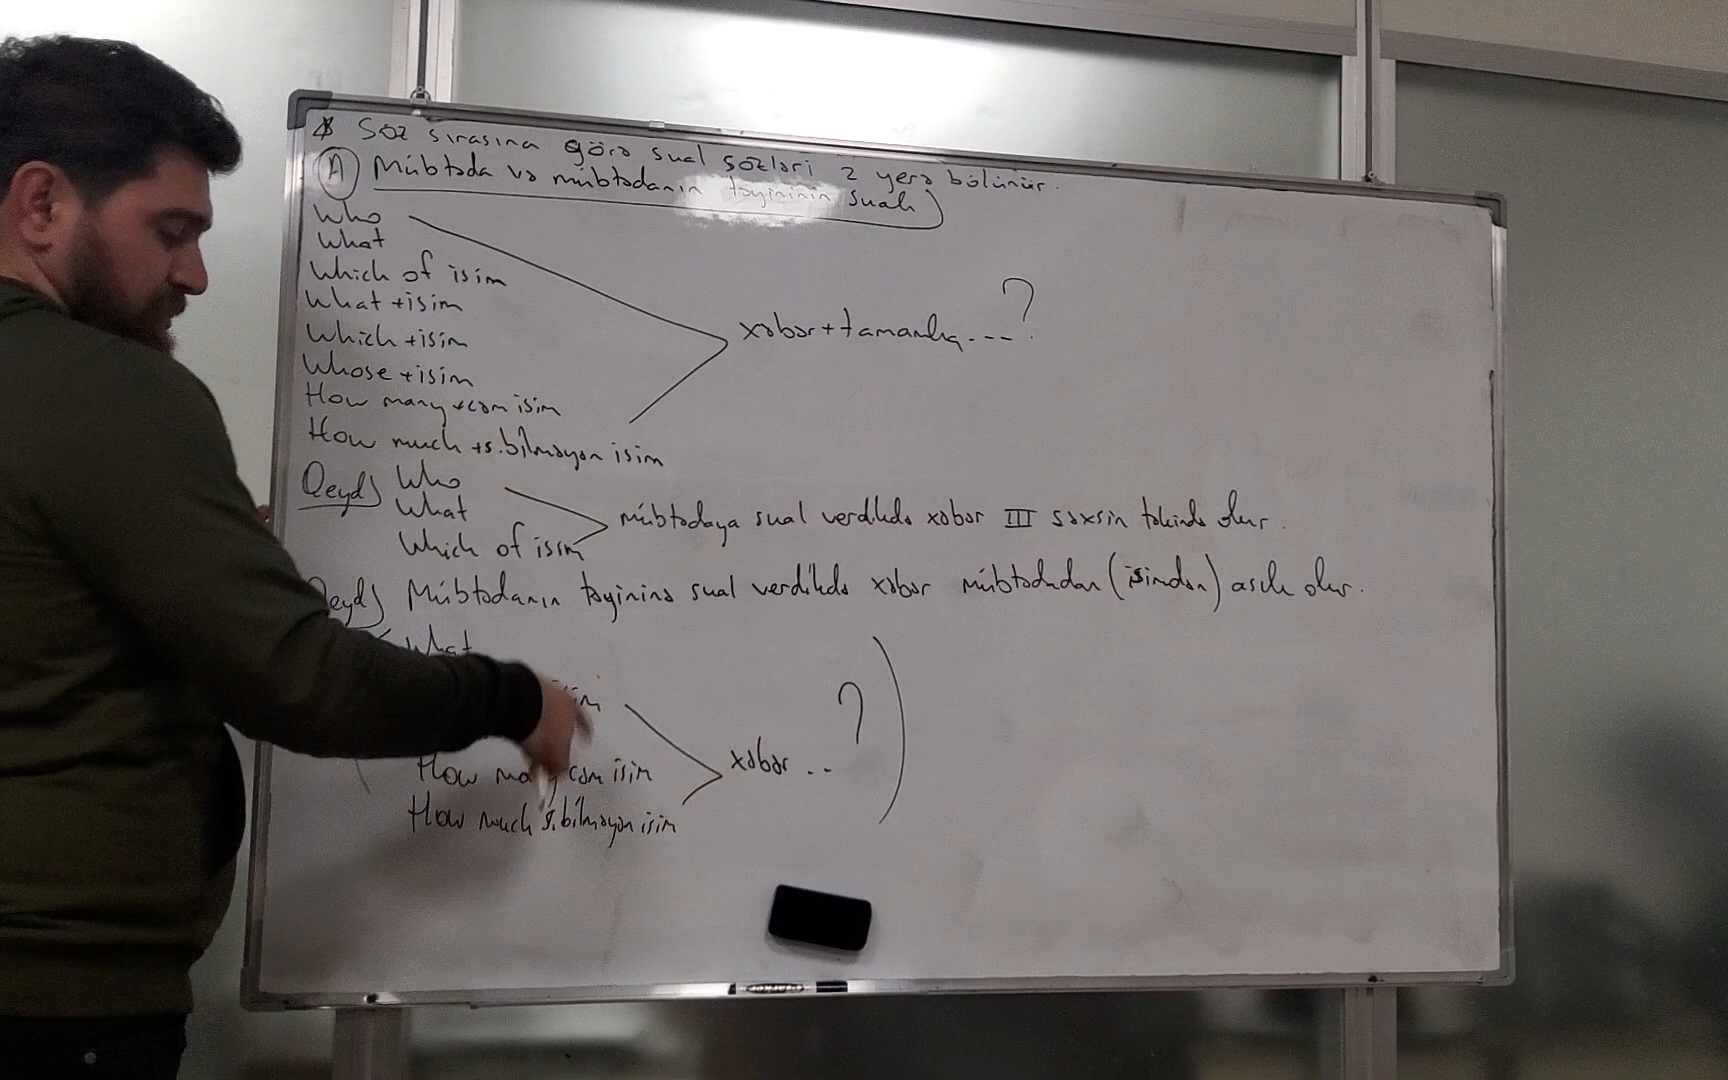 Söz sırasına görə sual sözləri 2 yerə bölünür.
A) Mübtəda və mübtədanın təyininin sualı
Who
What
Which of isim
What + isim
Which + isim
Whose + isim
How many + cəm isim
How much + s. bilməyən isim
xəbər + tamamlıq --- ?
Qeyd) Who
What
Which of isim
mübtədaya sual verdikdə xəbər III şəxsin təkində olur.
Qeyd) Mübtədanın təyininə sual verdikdə xəbər mübtədadan (isimdən) asılı olur.
What
isim
How many cəm isim
How much s. bilməyən isim
xəbər .. ?